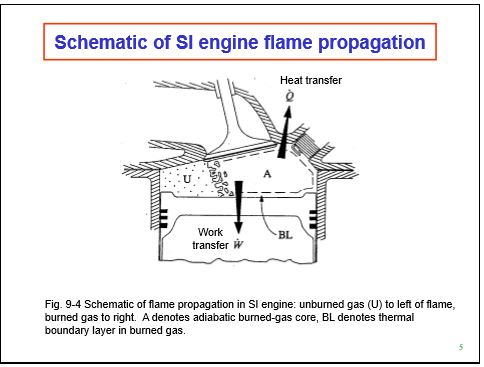 Schematic of SI engine flame propagation
Heat transfer
Q̇
U
A
Work
transfer Ẇ
BL
Fig. 9-4 Schematic of flame propagation in SI engine: unburned gas (U) to left of flame,
burned gas to right.  A denotes adiabatic burned-gas core, BL denotes thermal
boundary layer in burned gas.
5